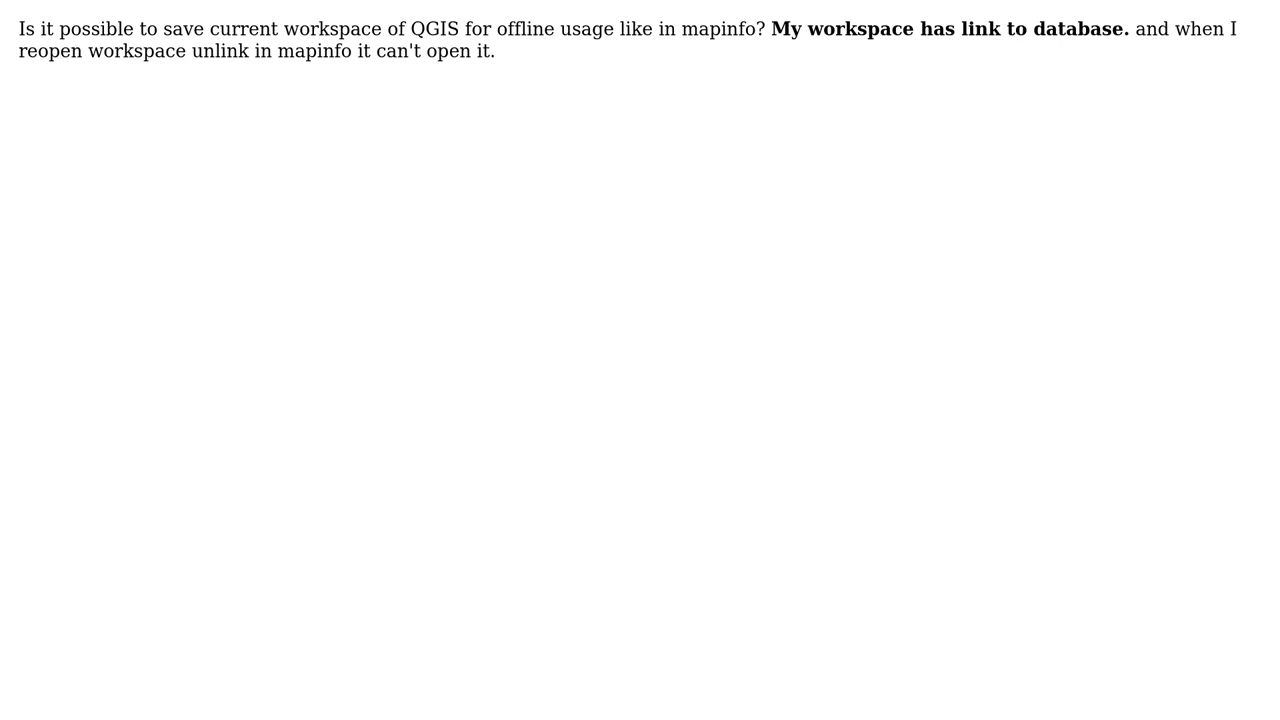 Is it possible to save current workspace of QGIS for offline usage like in mapinfo? My workspace has link to database. and when I
reopen workspace unlink in mapinfo it can't open it.